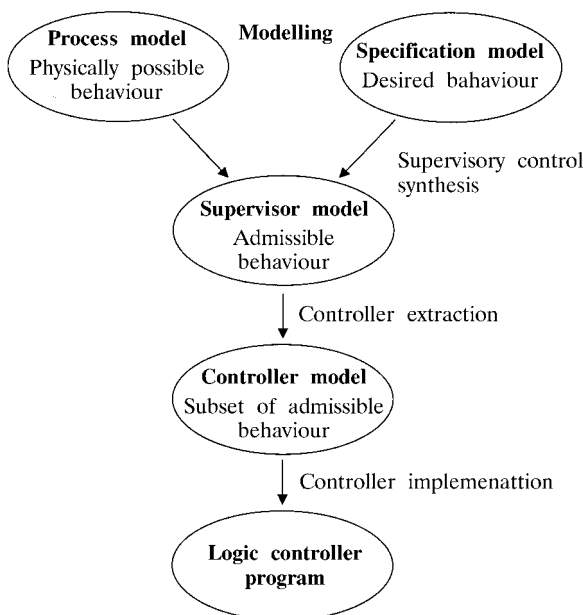 Process model
Physically possible
behaviour
Modelling
Specification model
Desired bahaviour
Supervisory control
synthesis
Supervisor model
Admissible
behaviour
Controller extraction
Controller model
Subset of admissible
behaviour
Controller implemenattion
Logic controller
program